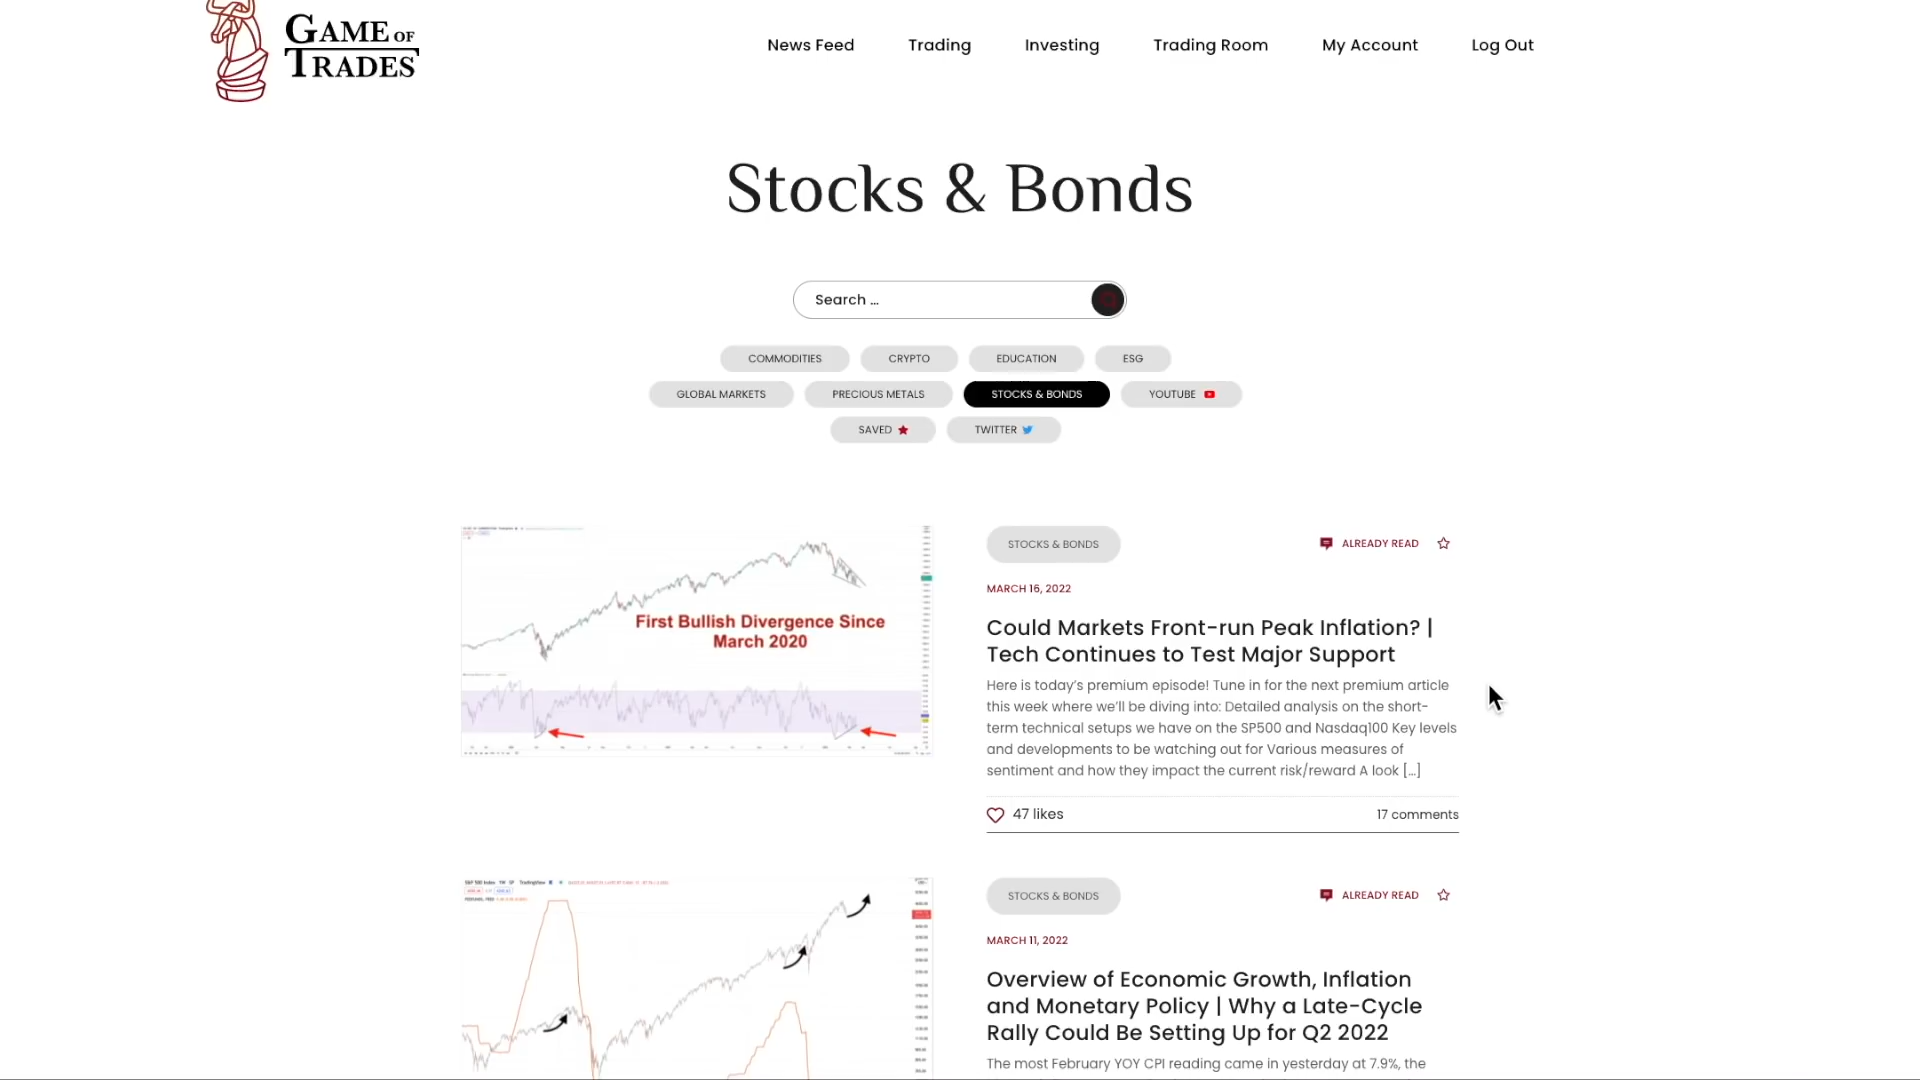 GAME OF
TRADES
News Feed
Trading
Investing
Trading Room
My Account
Log Out
Stocks & Bonds
Search ...
COMMODITIES
CRYPTO
EDUCATION
ESG
GLOBAL MARKETS
PRECIOUS METALS
STOCKS & BONDS
YOUTUBE
SAVED
TWITTER
First Bullish Divergence Since
March 2020
STOCKS & BONDS
ALREADY READ
MARCH 16, 2022
Could Markets Front-run Peak Inflation? |
Tech Continues to Test Major Support
Here is today's premium episode! Tune in for the next premium article
this week where we'll be diving into: Detailed analysis on the short-
term technical setups we have on the SP500 and Nasdaq100 Key levels
and developments to be watching out for Various measures of
sentiment and how they impact the current risk/reward A look [...]
47 likes
17 comments
STOCKS & BONDS
ALREADY READ
MARCH 11, 2022
Overview of Economic Growth, Inflation
and Monetary Policy | Why a Late-Cycle
Rally Could Be Setting Up for Q2 2022
The most February YOY CPI reading came in yesterday at 7.9%, the